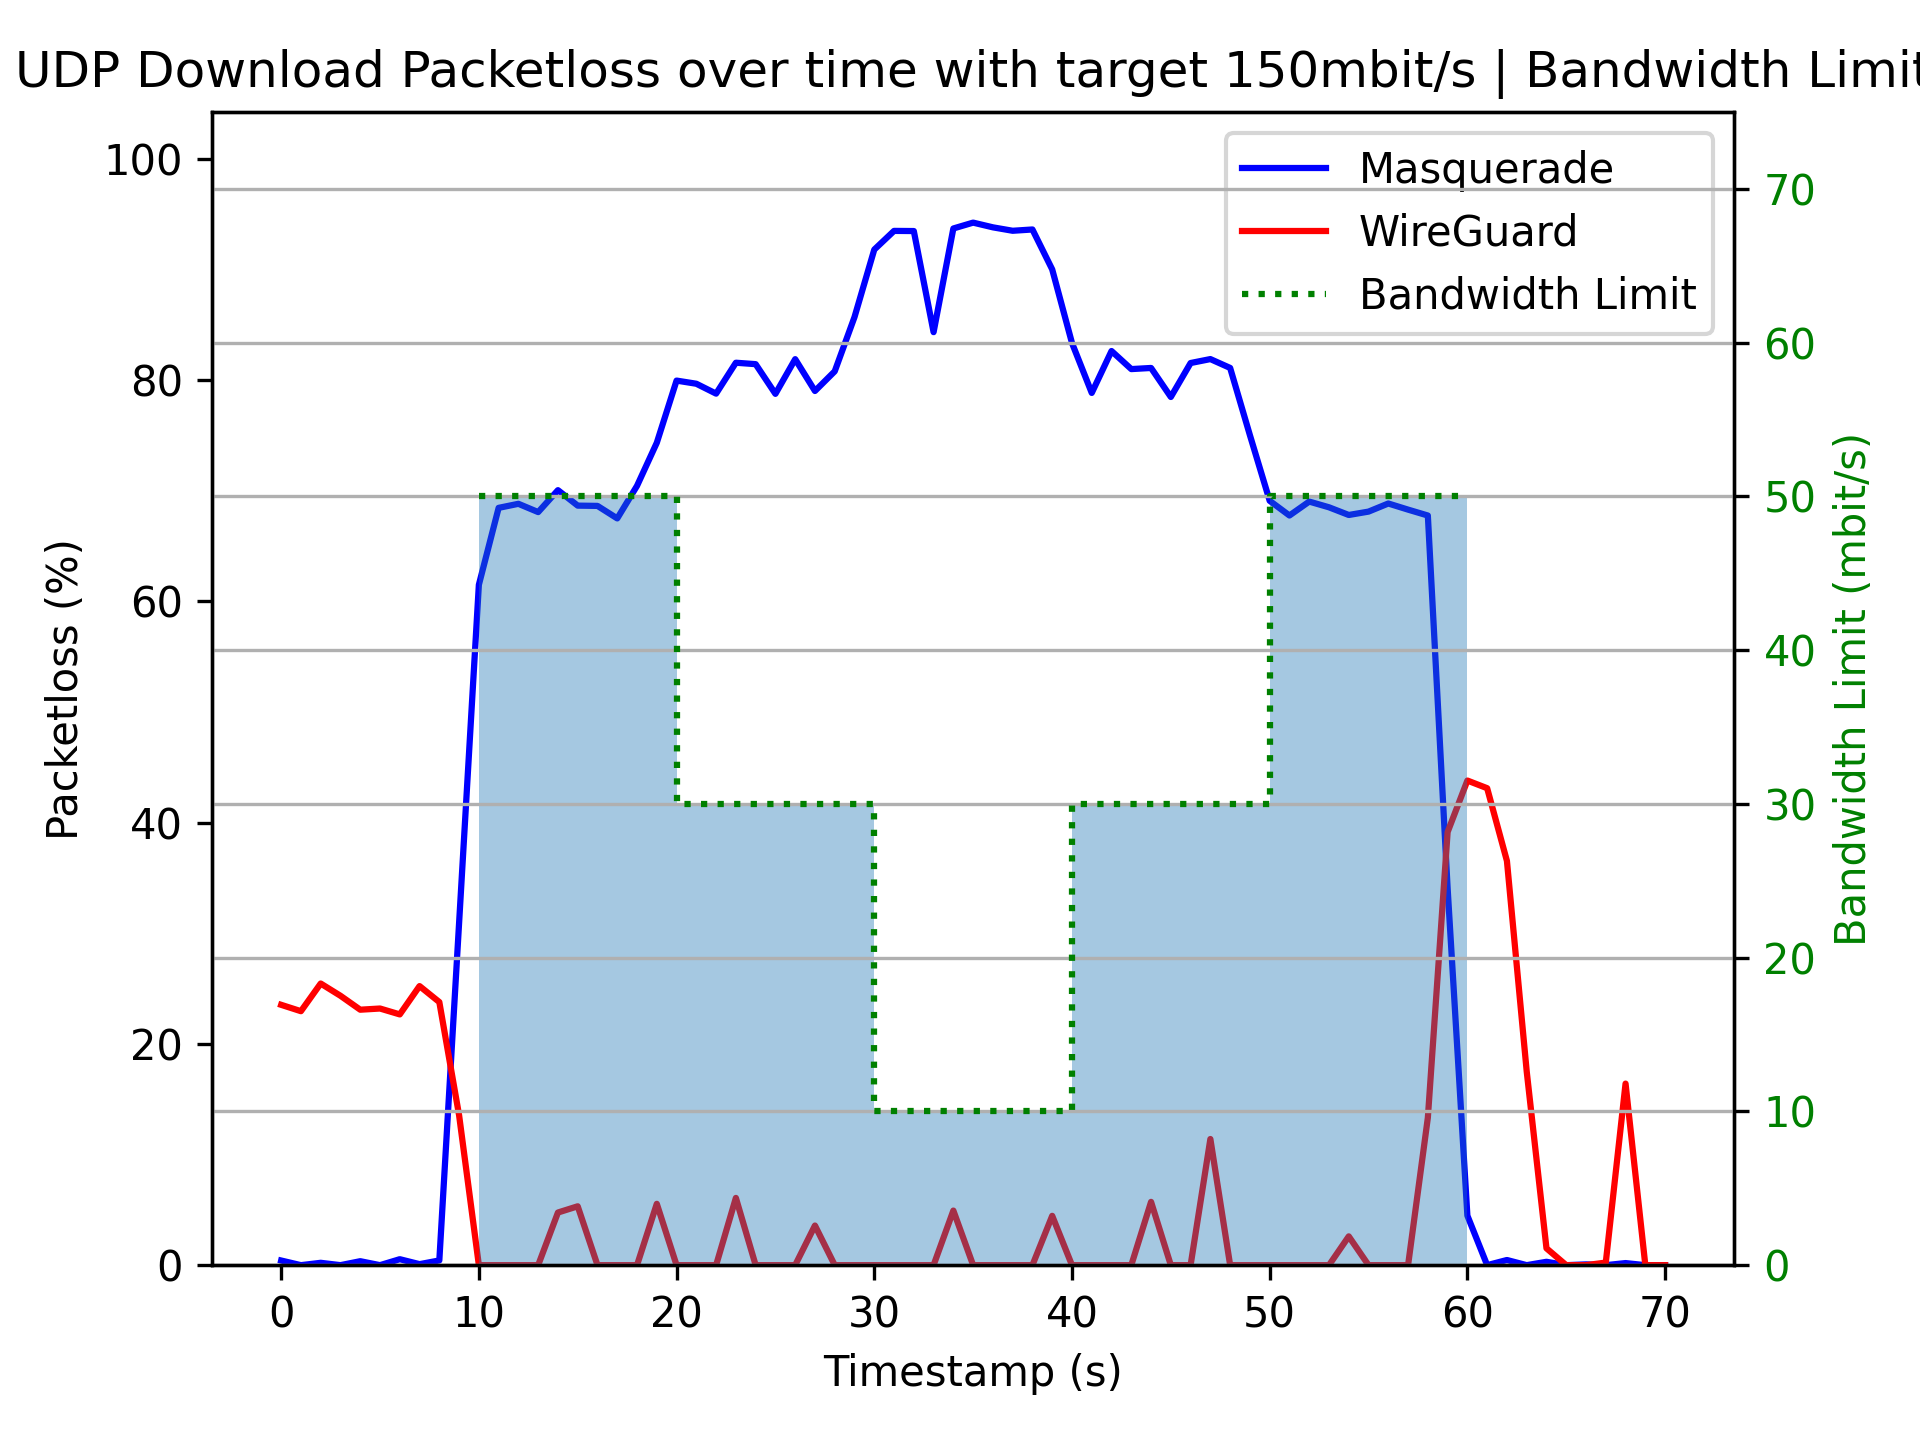 UDP Download Packetloss over time with target 150mbit/s | Bandwidth Limit
Masquerade
WireGuard
Bandwidth Limit
Packetloss (%)
100
80
60
40
20
0
70
60
50
40
30
20
10
0
Bandwidth Limit (mbit/s)
0 10 20 30 40 50 60 70
Timestamp (s)